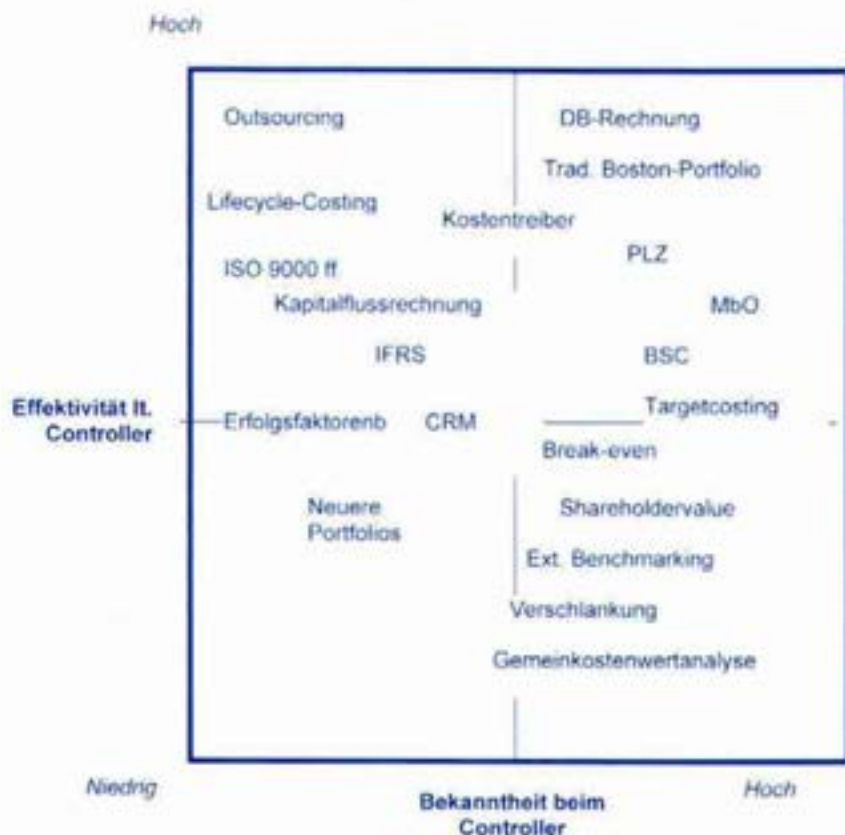 Hoch
Outsourcing
DB-Rechnung
Trad. Boston-Portfolio
Lifecycle-Costing
Kostentreiber
PLZ
ISO 9000 ff
Kapitalflussrechnung
MbO
IFRS
BSC
Effektivität lt.
Controller
Targetcosting
Erfolgsfaktorenb
CRM
Break-even
Neuere
Portfolios
Shareholdervalue
Ext. Benchmarking
Verschlankung
Gemeinkostenwertanalyse
Niedrig
Bekanntheit beim
Controller
Hoch